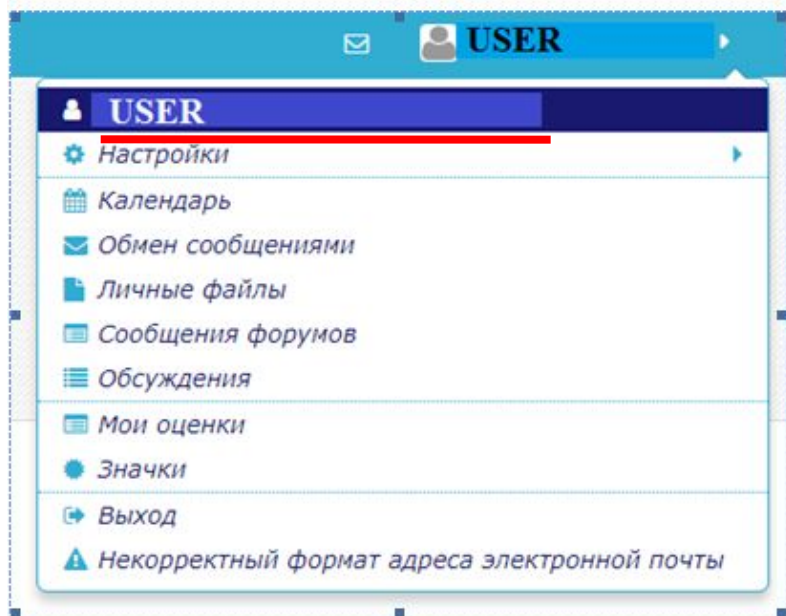 USER
USER
Настройки
Календарь
Обмен сообщениями
Личные файлы
Сообщения форумов
Обсуждения
Мои оценки
Значки
Выход
Некорректный формат адреса электронной почты